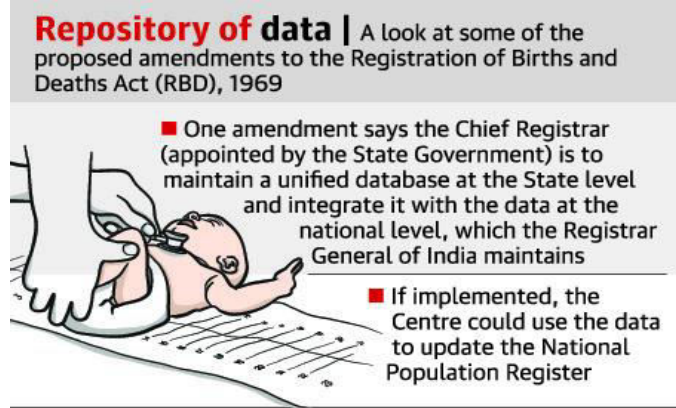 Repository of data | A look at some of the
proposed amendments to the Registration of Births and
Deaths Act (RBD), 1969
■ One amendment says the Chief Registrar
(appointed by the State Government) is to
maintain a unified database at the State level
and integrate it with the data at the
national level, which the Registrar
General of India maintains
■ If implemented, the
Centre could use the data
to update the National
Population Register